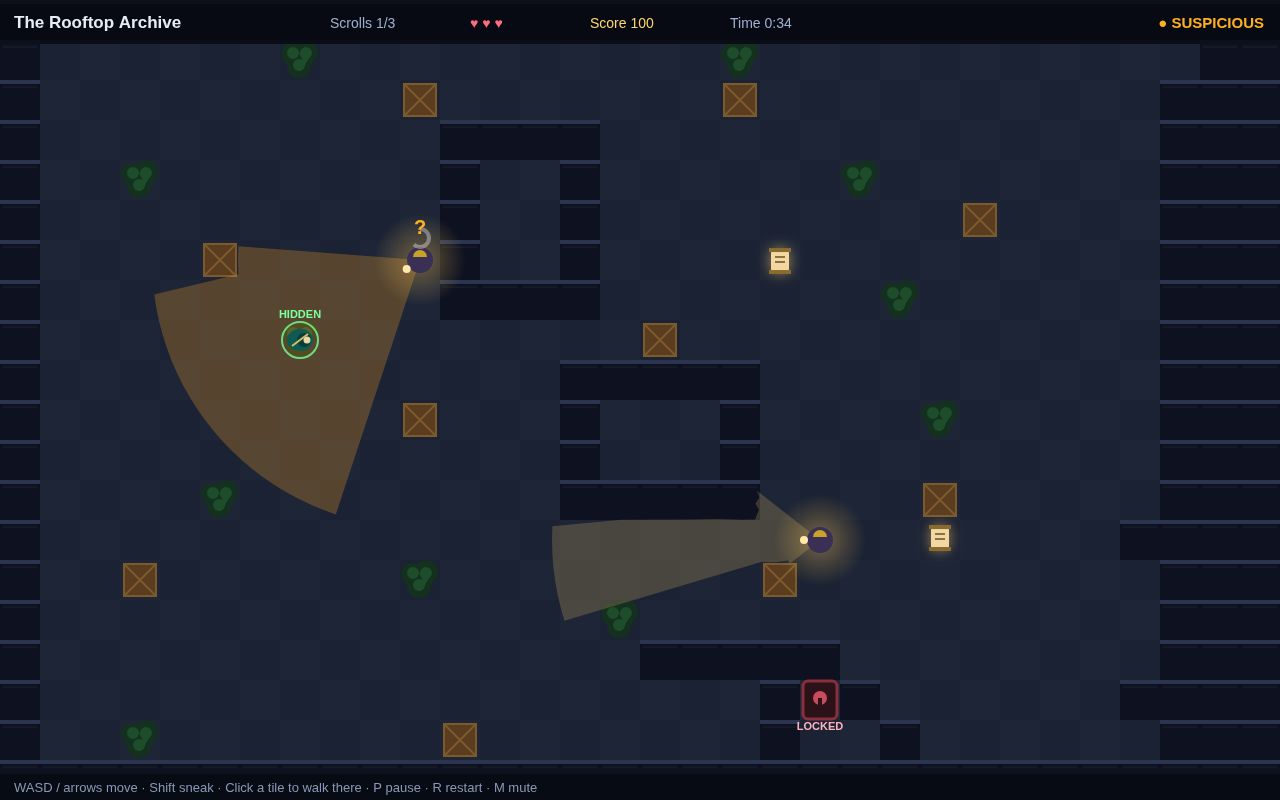 The Rooftop Archive
Scrolls 1/3
♥ ♥ ♥
Score 100
Time 0:34
● SUSPICIOUS
?
HIDDEN
LOCKED
WASD / arrows move · Shift sneak · Click a tile to walk there · P pause · R restart · M mute